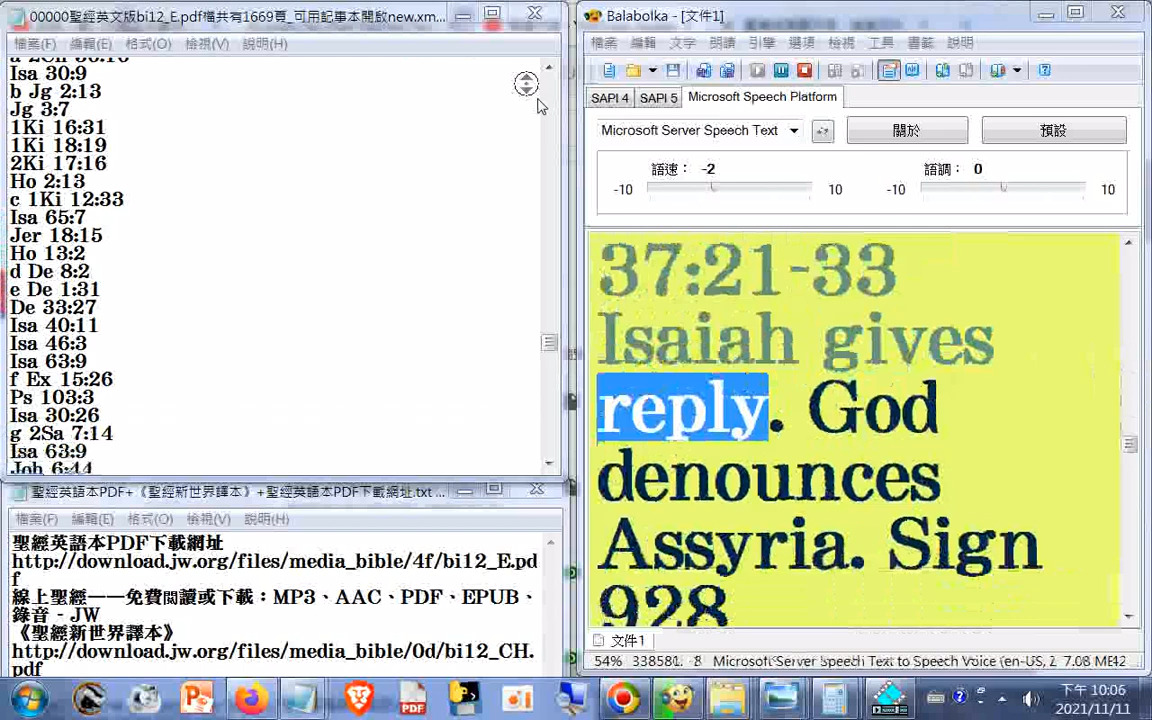 00000聖經英文版bi12_E.pdf檔共有1669頁_可用記事本開啟new.xm...
檔案(F) 編輯(E) 格式(O) 檢視(V) 說明(H)
Isa 30:9
b Jg 2:13
Jg 3:7
1Ki 16:31
1Ki 18:19
2Ki 17:16
Ho 2:13
c 1Ki 12:33
Isa 65:7
Jer 18:15
Ho 13:2
d De 8:2
e De 1:31
De 33:27
Isa 40:11
Isa 46:3
Isa 63:9
f Ex 15:26
Ps 103:3
Isa 30:26
g 2Sa 7:14
Isa 63:9
Joh 6:44
聖經英語本PDF+《聖經新世界譯本》+聖經英語本PDF下載網址.txt ...
檔案(F) 編輯(E) 格式(O) 檢視(V) 說明(H)
聖經英語本PDF下載網址
http://download.jw.org/files/media_bible/4f/bi12_E.pd
f
線上聖經——免費閱讀或下載：MP3、AAC、PDF、EPUB、
錄音 - JW
《聖經新世界譯本》
http://download.jw.org/files/media_bible/0d/bi12_CH.
pdf
Balabolka - [文件1]
檔案 編輯 文字 朗讀 引擎 選項 檢視 工具 書籤 說明
SAPI 4 SAPI 5 Microsoft Speech Platform
Microsoft Server Speech Text 關於 預設
語速： -2 語調： 0
-10 10 -10 10
37:21-33
Isaiah gives
reply. God
denounces
Assyria. Sign
928
文件1
54% 338581. 8 Microsoft Server Speech Text to Speech Voice (en-US, Z 7.08 ME42
下午 10:06
2021/11/11